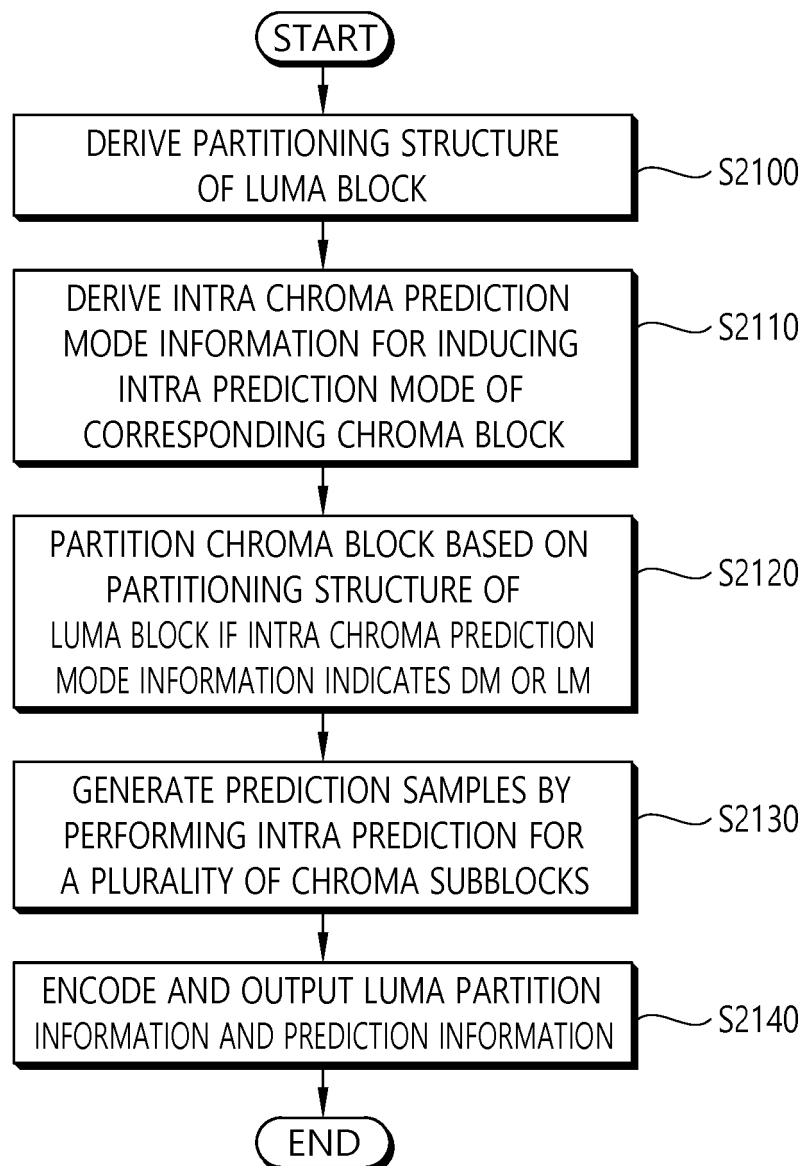 START
DERIVE PARTITIONING STRUCTURE
OF LUMA BLOCK
S2100
DERIVE INTRA CHROMA PREDICTION
MODE INFORMATION FOR INDUCING
INTRA PREDICTION MODE OF
CORRESPONDING CHROMA BLOCK
S2110
PARTITION CHROMA BLOCK BASED ON
PARTITIONING STRUCTURE OF
LUMA BLOCK IF INTRA CHROMA PREDICTION
MODE INFORMATION INDICATES DM OR LM
S2120
GENERATE PREDICTION SAMPLES BY
PERFORMING INTRA PREDICTION FOR
A PLURALITY OF CHROMA SUBBLOCKS
S2130
ENCODE AND OUTPUT LUMA PARTITION
INFORMATION AND PREDICTION INFORMATION
S2140
END